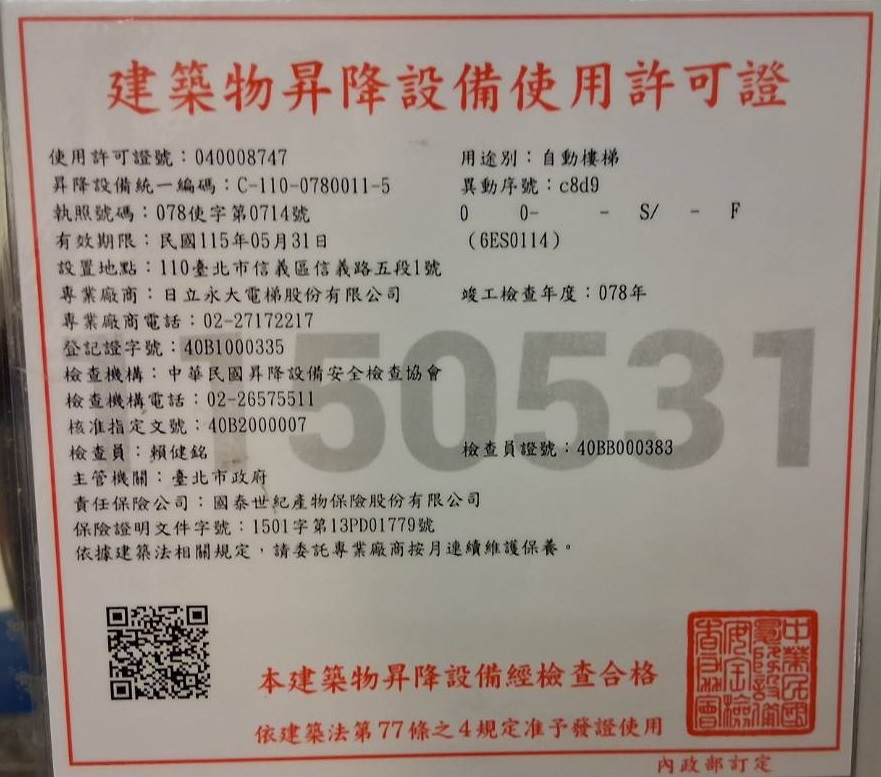 建築物昇降設備使用許可證
使用許可證號：040008747 用途別：自動樓梯
昇降設備統一編碼：C-110-0780011-5 異動序號：c8d9
執照號碼：078使字第0714號 0 0- - S/ - F
有效期限：民國115年05月31日 (6ES0114)
設置地點：110臺北市信義區信義路五段1號
專業廠商：日立永大電梯股份有限公司 竣工檢查年度：078年
專業廠商電話：02-27172217
登記證字號：40B1000335
1150531
檢查機構：中華民國昇降設備安全檢查協會
檢查機構電話：02-26575511
核准指定文號：40B2000007
檢查員：賴健銘 檢查員證號：40BB000383
主管機關：臺北市政府
責任保險公司：國泰世紀產物保險股份有限公司
保險證明文件字號：1501字第13PD01779號
依據建築法相關規定，請委託專業廠商按月連續維護保養。
本建築物昇降設備經檢查合格
依建築法第77條之4規定准予發證使用
內政部訂定